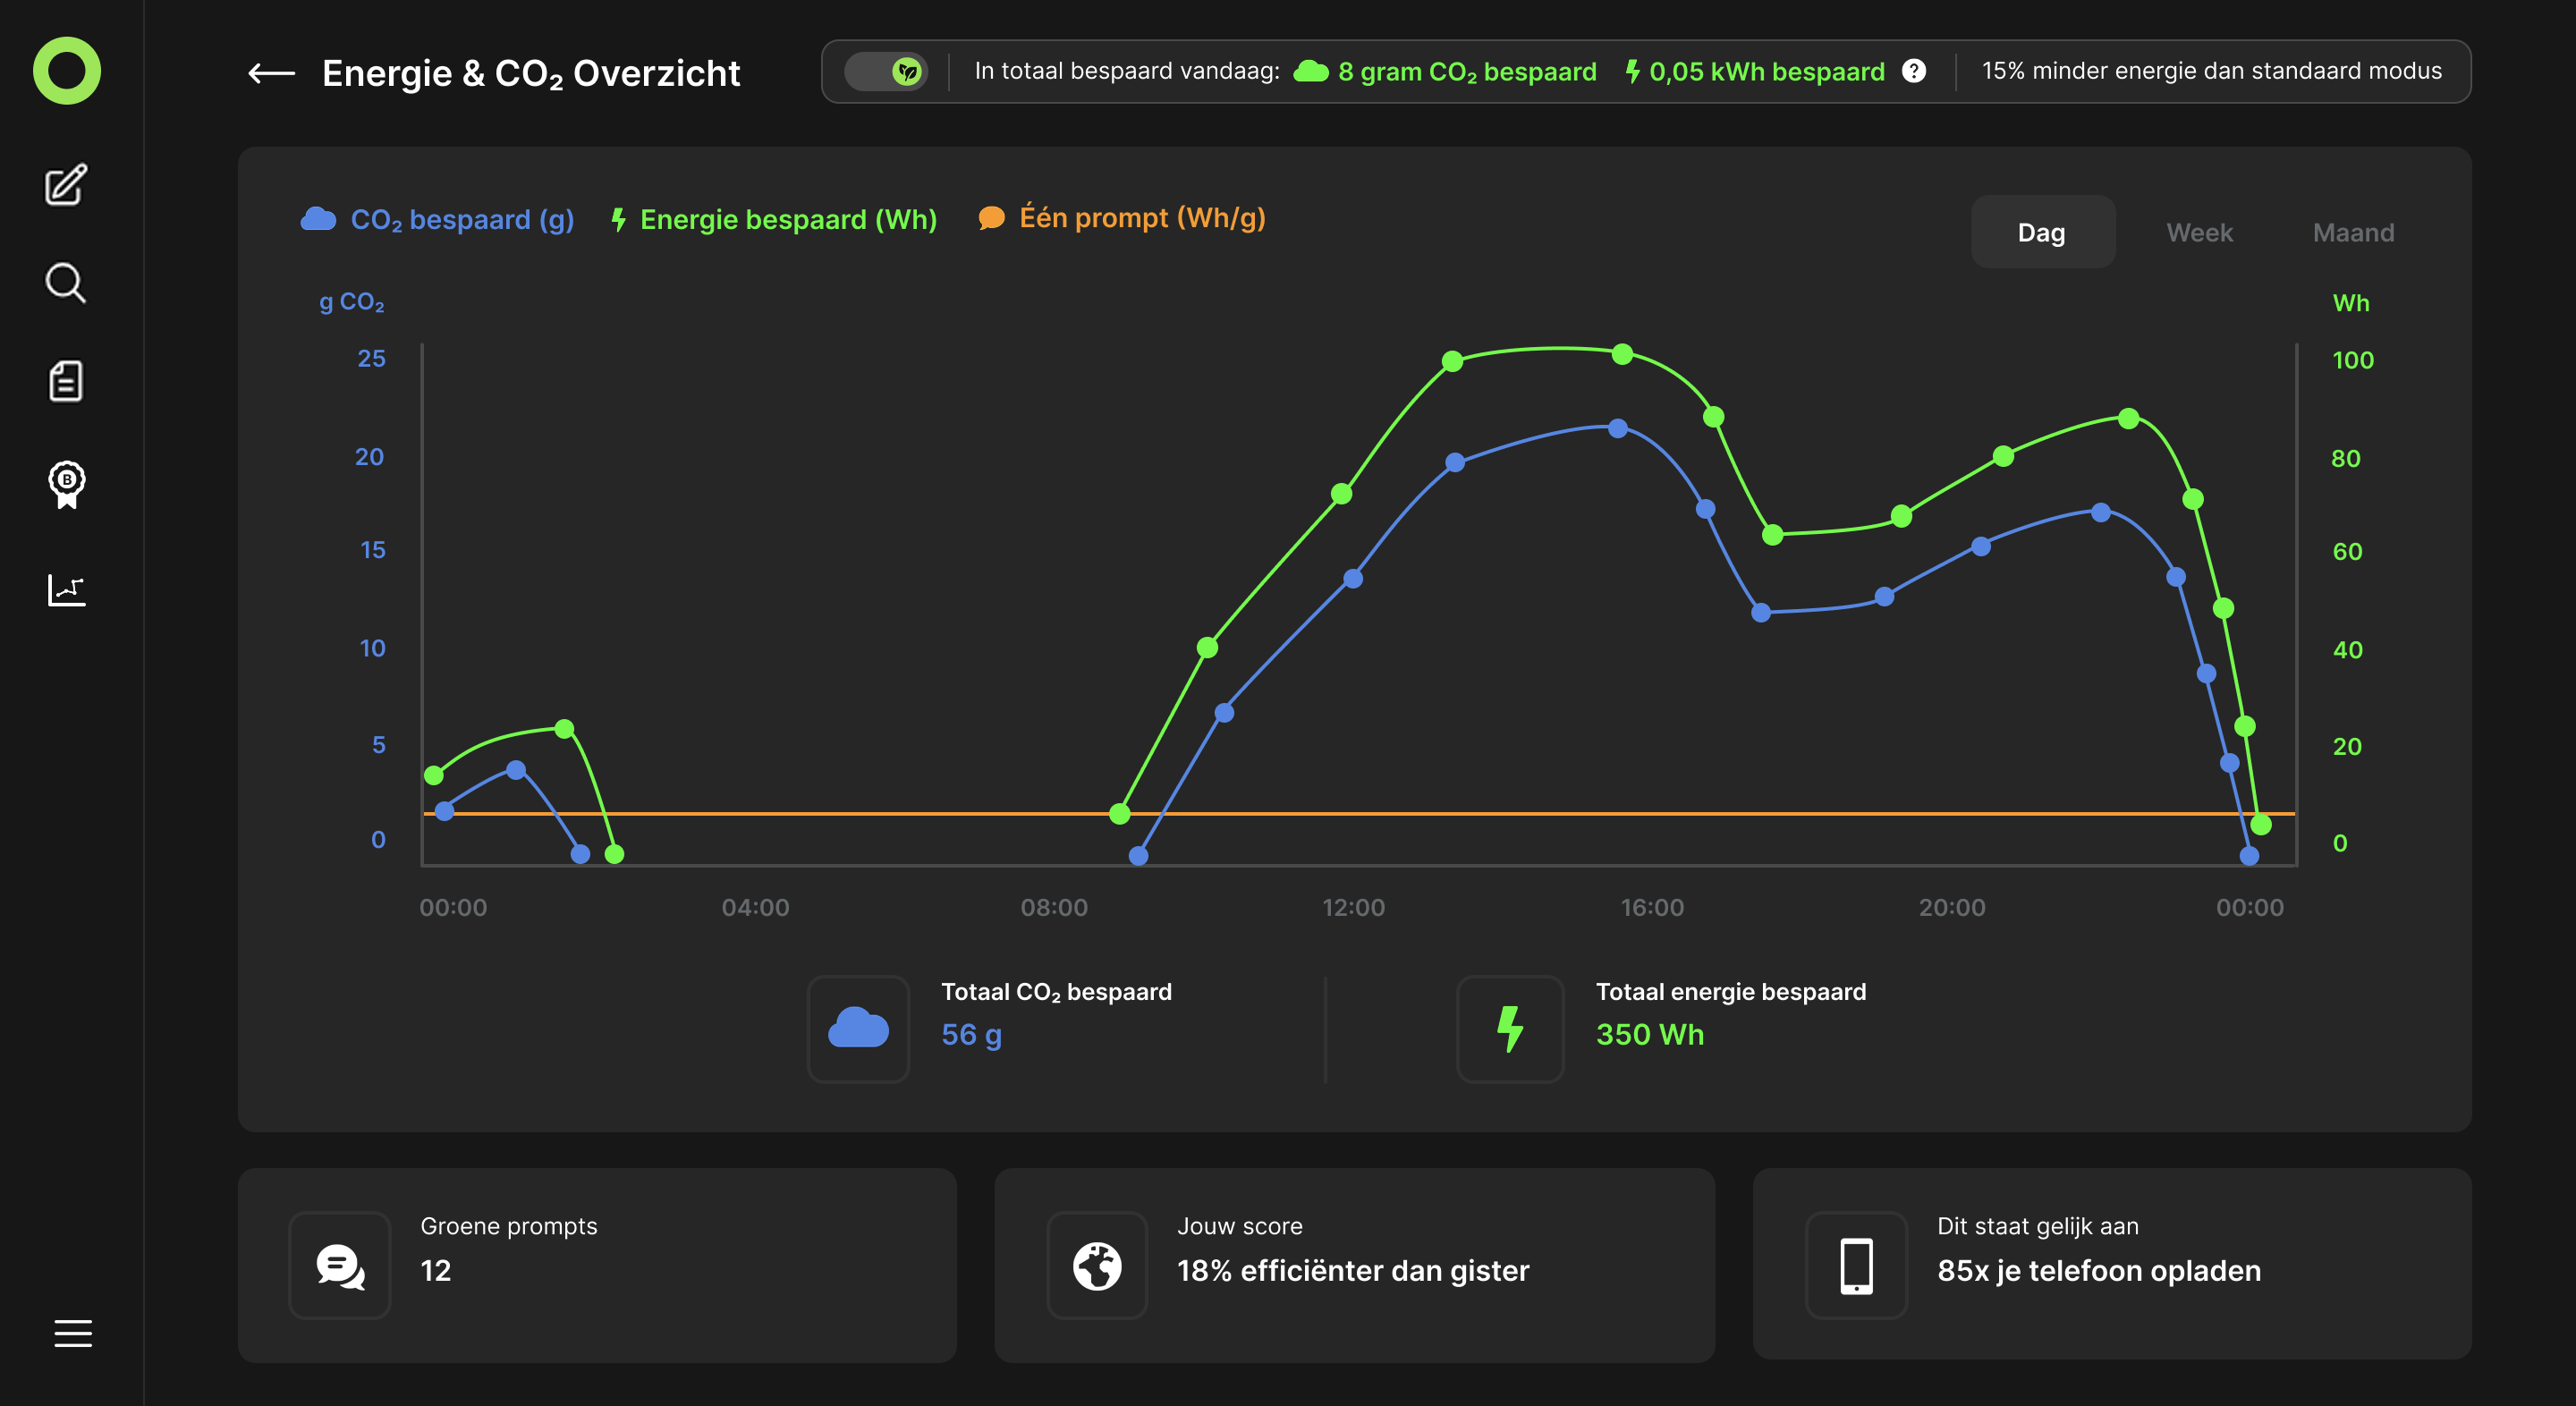 Energie & CO₂ Overzicht
In totaal bespaard vandaag: 8 gram CO₂ bespaard 0,05 kWh bespaard ? 15% minder energie dan standaard modus
CO₂ bespaard (g) Energie bespaard (Wh) Één prompt (Wh/g)
Dag Week Maand
g CO₂ Wh
25 100
20 80
15 60
10 40
5 20
0 0
00:00 04:00 08:00 12:00 16:00 20:00 00:00
Totaal CO₂ bespaard
56 g
Totaal energie bespaard
350 Wh
Groene prompts
12
Jouw score
18% efficiënter dan gister
Dit staat gelijk aan
85x je telefoon opladen
B